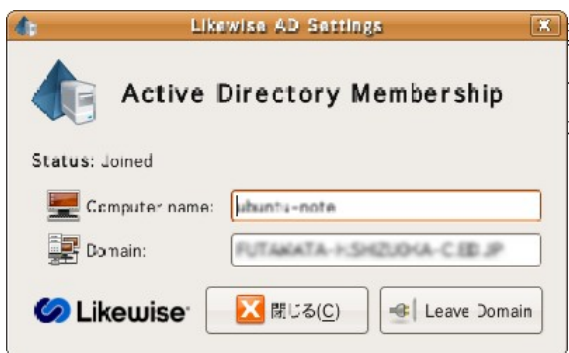 Likewise AD Settings
Active Directory Membership
Status: Joined
Computer name: ubuntu-note
Domain:
Likewise 閉じる(C) Leave Domain